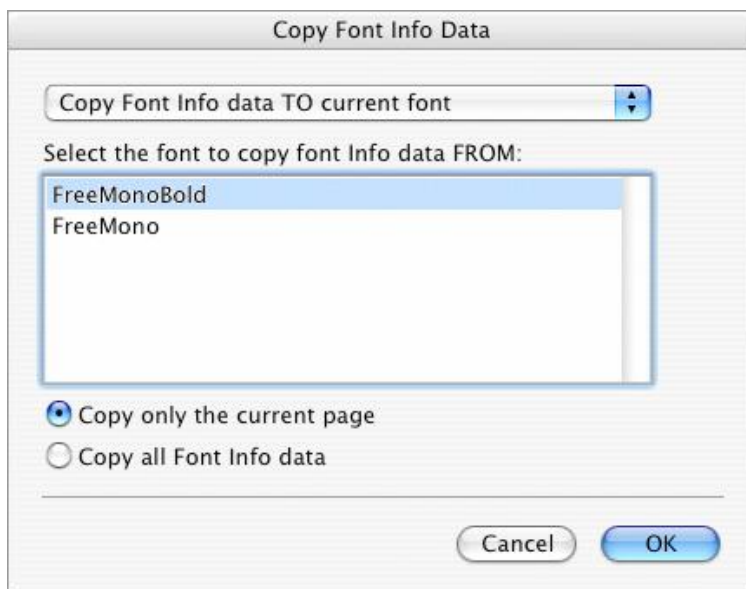 Copy Font Info Data
Copy Font Info data TO current font
Select the font to copy font Info data FROM:
FreeMonoBold
FreeMono
Copy only the current page
Copy all Font Info data
Cancel OK